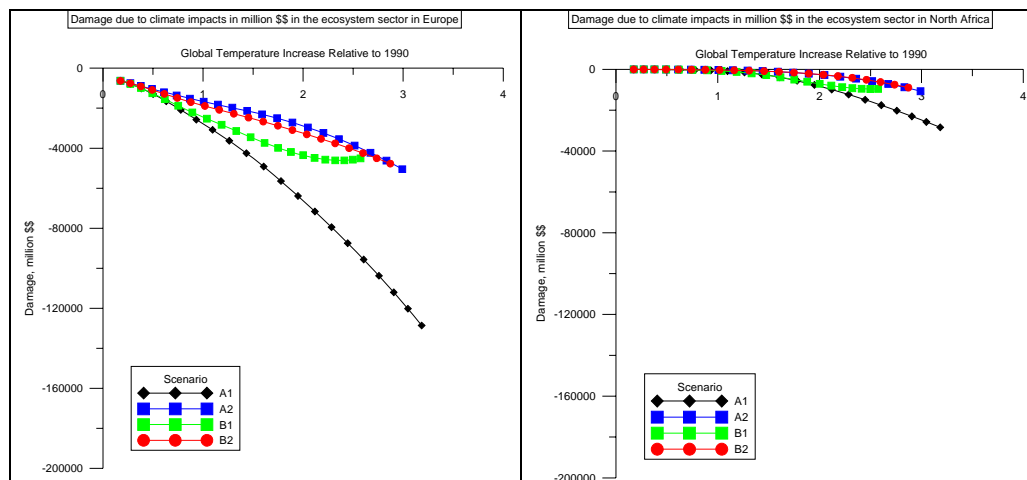 Damage due to climate impacts in million $$ in the ecosystem sector in Europe
Global Temperature Increase Relative to 1990
0
1
2
3
4
0
-40000
-80000
-120000
-160000
-200000
Damage, million $$
Scenario
A1
A2
B1
B2
Damage due to climate impacts in million $$ in the ecosystem sector in North Africa
Global Temperature Increase Relative to 1990
0
1
2
3
4
0
-40000
-80000
-120000
-160000
-200000
Damage, million $$
Scenario
A1
A2
B1
B2